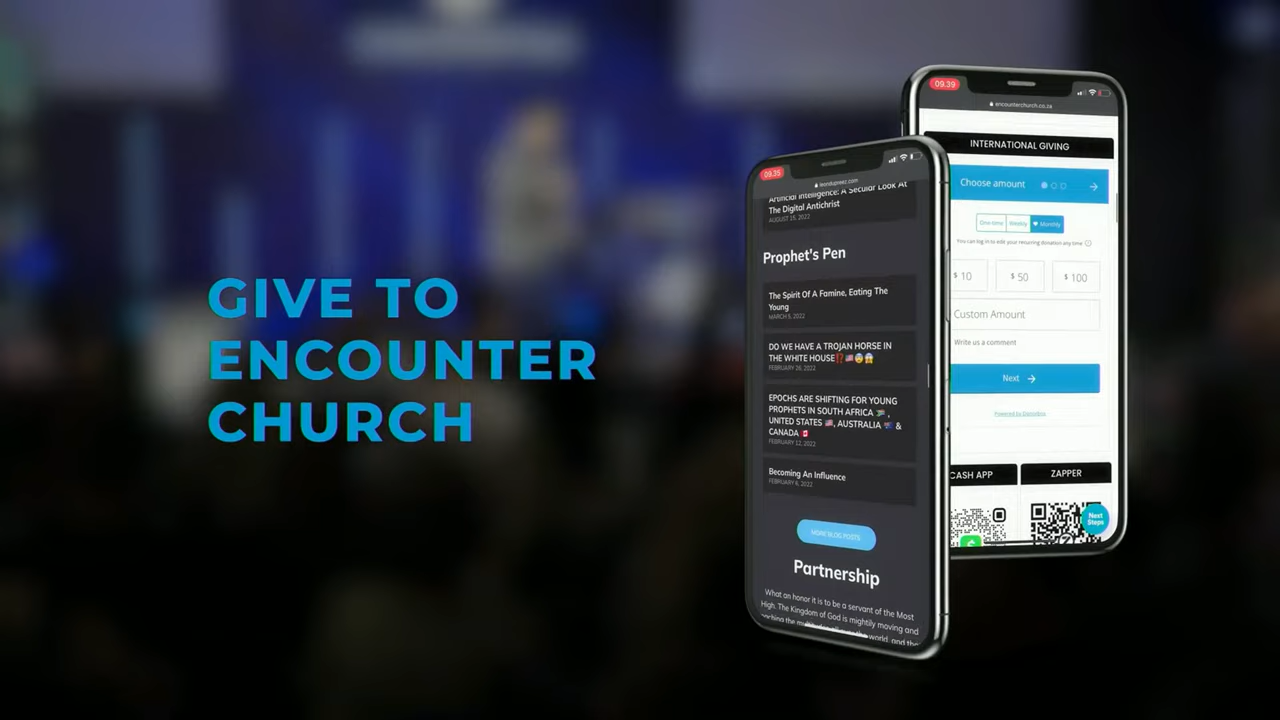 GIVE TO
ENCOUNTER
CHURCH
09.35
leondupreez.com
Artificial Intelligence: A Secular Look At
The Digital Antichrist
AUGUST 15, 2022
Prophet's Pen
The Spirit Of A Famine, Eating The
Young
MARCH 5, 2022
DO WE HAVE A TROJAN HORSE IN
THE WHITE HOUSE⁉️🇺🇸😨😱
FEBRUARY 26, 2022
EPOCHS ARE SHIFTING FOR YOUNG
PROPHETS IN SOUTH AFRICA 🇿🇦 ,
UNITED STATES 🇺🇸, AUSTRALIA 🇦🇺 &
CANADA 🇨🇦
FEBRUARY 12, 2022
Becoming An Influence
FEBRUARY 6, 2022
MORE BLOG POSTS
Partnership
What an honor it is to be a servant of the Most
High. The Kingdom of God is mightily moving and
the world, and
09.39
encounterchurch.co.za
INTERNATIONAL GIVING
Choose amount
One-time Weekly Monthly
You can log in to edit your recurring donation any time
$ 10 $ 50 $ 100
Custom Amount
Write us a comment
Next
Powered by Donorbox
CASH APP ZAPPER
Next
Steps